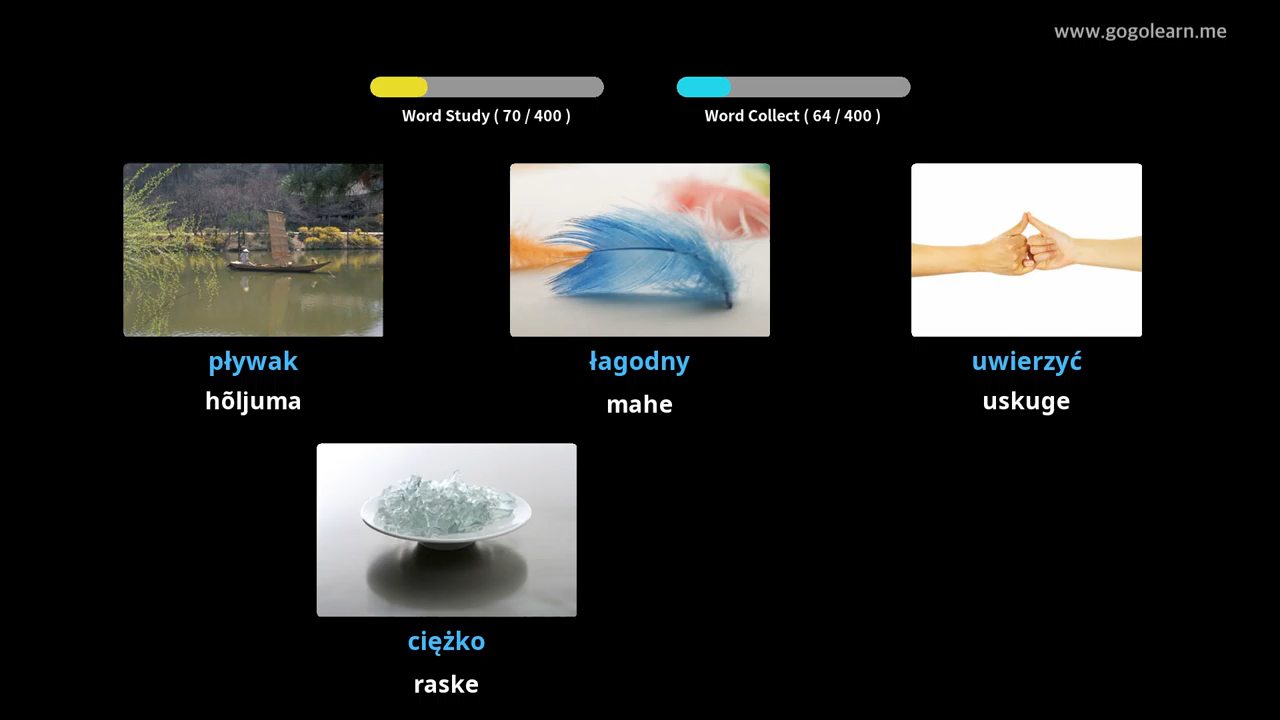 www.gogolearn.me
Word Study ( 70 / 400 )
Word Collect ( 64 / 400 )
pływak
hõljuma
łagodny
mahe
uwierzyć
uskuge
ciężko
raske